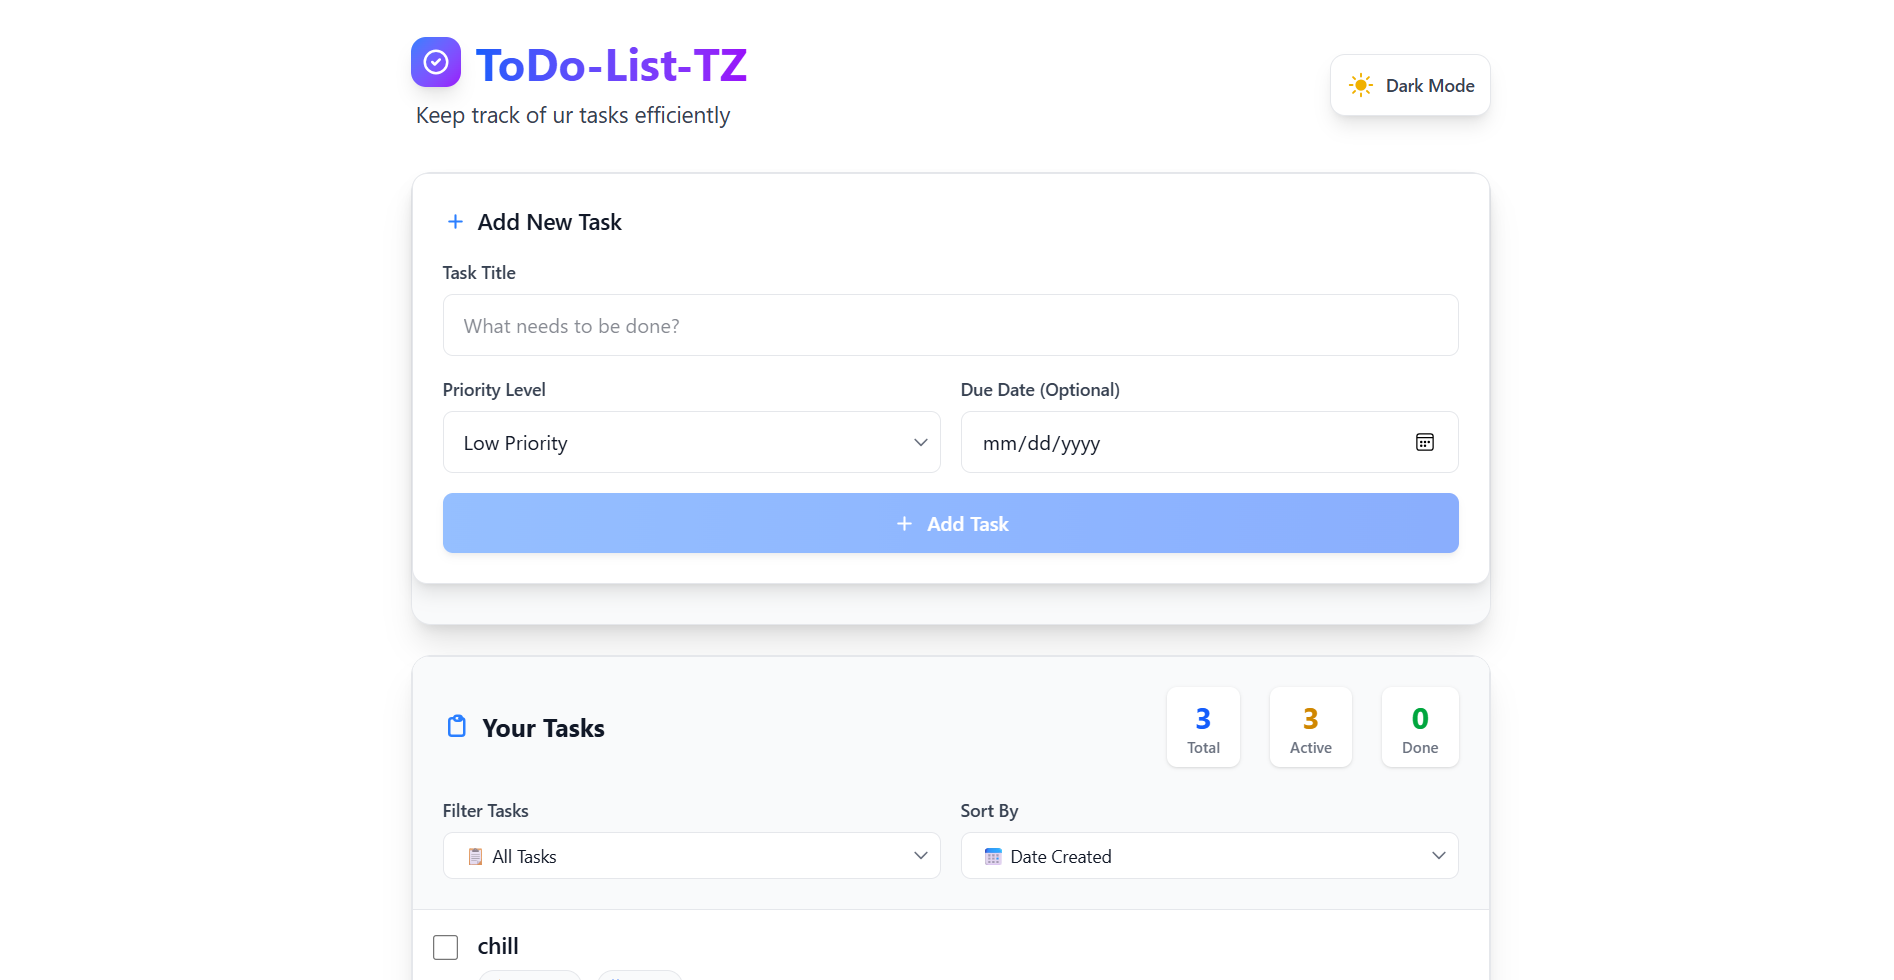 ToDo-List-TZ
Keep track of ur tasks efficiently
Dark Mode
Add New Task
Task Title
What needs to be done?
Priority Level
Due Date (Optional)
Low Priority
mm/dd/yyyy
+ Add Task
Your Tasks
3
Total
3
Active
0
Done
Filter Tasks
Sort By
All Tasks
Date Created
chill